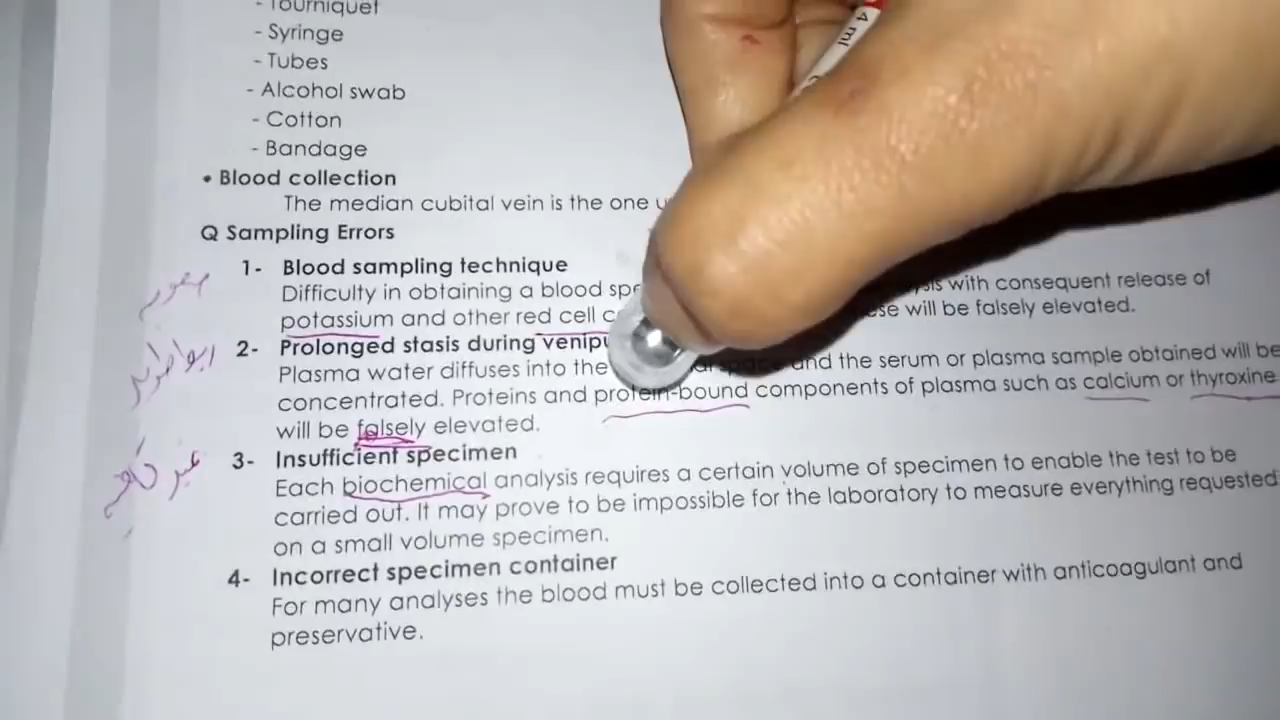 - Tourniquet
- Syringe
- Tubes
- Alcohol swab
- Cotton
- Bandage
• Blood collection
The median cubital vein is the one
Q Sampling Errors
1- Blood sampling technique
Difficulty in obtaining a blood with consequent release of
potassium and other red cell will be falsely elevated.
2- Prolonged stasis during
Plasma water diffuses into the and the serum or plasma sample obtained will be
concentrated. Proteins and protein-bound components of plasma such as calcium or thyroxine
will be falsely elevated.
3- Insufficient specimen
Each biochemical analysis requires a certain volume of specimen to enable the test to be
carried out. It may prove to be impossible for the laboratory to measure everything requested
on a small volume specimen.
4- Incorrect specimen container
For many analyses the blood must be collected into a container with anticoagulant and
preservative.
4 ml